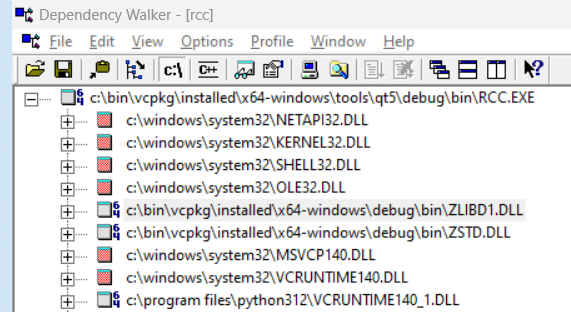 Dependency Walker - [rcc]
File Edit View Options Profile Window Help
c:\ C++
c:\bin\vcpkg\installed\x64-windows\tools\qt5\debug\bin\RCC.EXE
c:\windows\system32\NETAPI32.DLL
c:\windows\system32\KERNEL32.DLL
c:\windows\system32\SHELL32.DLL
c:\windows\system32\OLE32.DLL
64 c:\bin\vcpkg\installed\x64-windows\debug\bin\ZLIBD1.DLL
64 c:\bin\vcpkg\installed\x64-windows\debug\bin\ZSTD.DLL
c:\windows\system32\MSVCP140.DLL
c:\windows\system32\VCRUNTIME140.DLL
64 c:\program files\python312\VCRUNTIME140_1.DLL